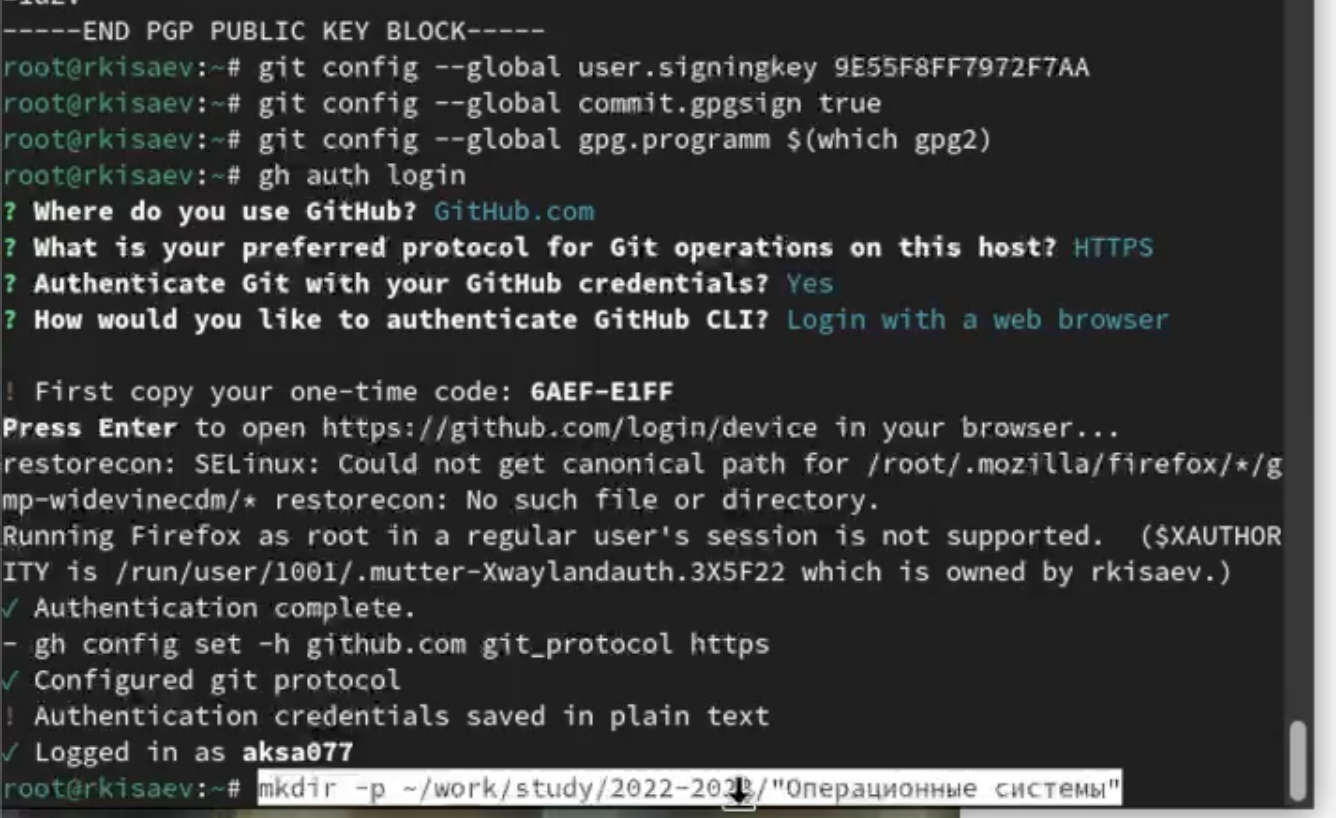 -----END PGP PUBLIC KEY BLOCK-----
root@rkisaev:~# git config --global user.signingkey 9E55F8FF7972F7AA
root@rkisaev:~# git config --global commit.gpgsign true
root@rkisaev:~# git config --global gpg.programm $(which gpg2)
root@rkisaev:~# gh auth login
? Where do you use GitHub? GitHub.com
? What is your preferred protocol for Git operations on this host? HTTPS
? Authenticate Git with your GitHub credentials? Yes
? How would you like to authenticate GitHub CLI? Login with a web browser
! First copy your one-time code: 6AEF-E1FF
Press Enter to open https://github.com/login/device in your browser...
restorecon: SELinux: Could not get canonical path for /root/.mozilla/firefox/*/g
mp-widevinecdm/* restorecon: No such file or directory.
Running Firefox as root in a regular user's session is not supported.  ($XAUTHOR
ITY is /run/user/1001/.mutter-Xwaylandauth.3X5F22 which is owned by rkisaev.)
✓ Authentication complete.
- gh config set -h github.com git_protocol https
✓ Configured git protocol
! Authentication credentials saved in plain text
✓ Logged in as aksa077
root@rkisaev:~# mkdir -p ~/work/study/2022-2023/"Операционные системы"